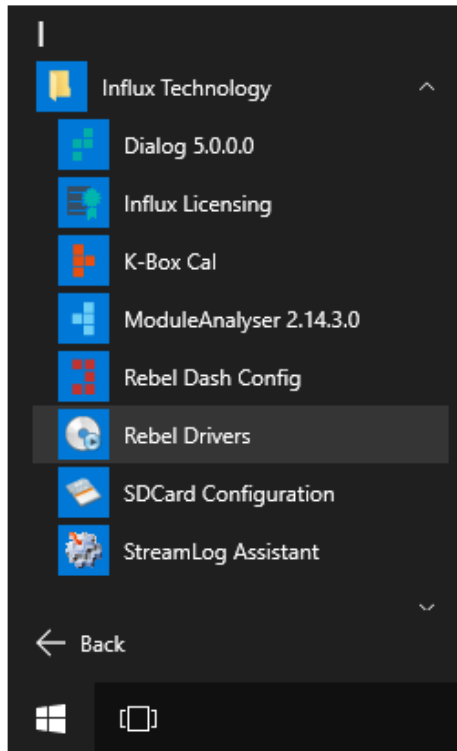 I
Influx Technology
Dialog 5.0.0.0
Influx Licensing
K-Box Cal
ModuleAnalyser 2.14.3.0
Rebel Dash Config
Rebel Drivers
SDCard Configuration
StreamLog Assistant
Back